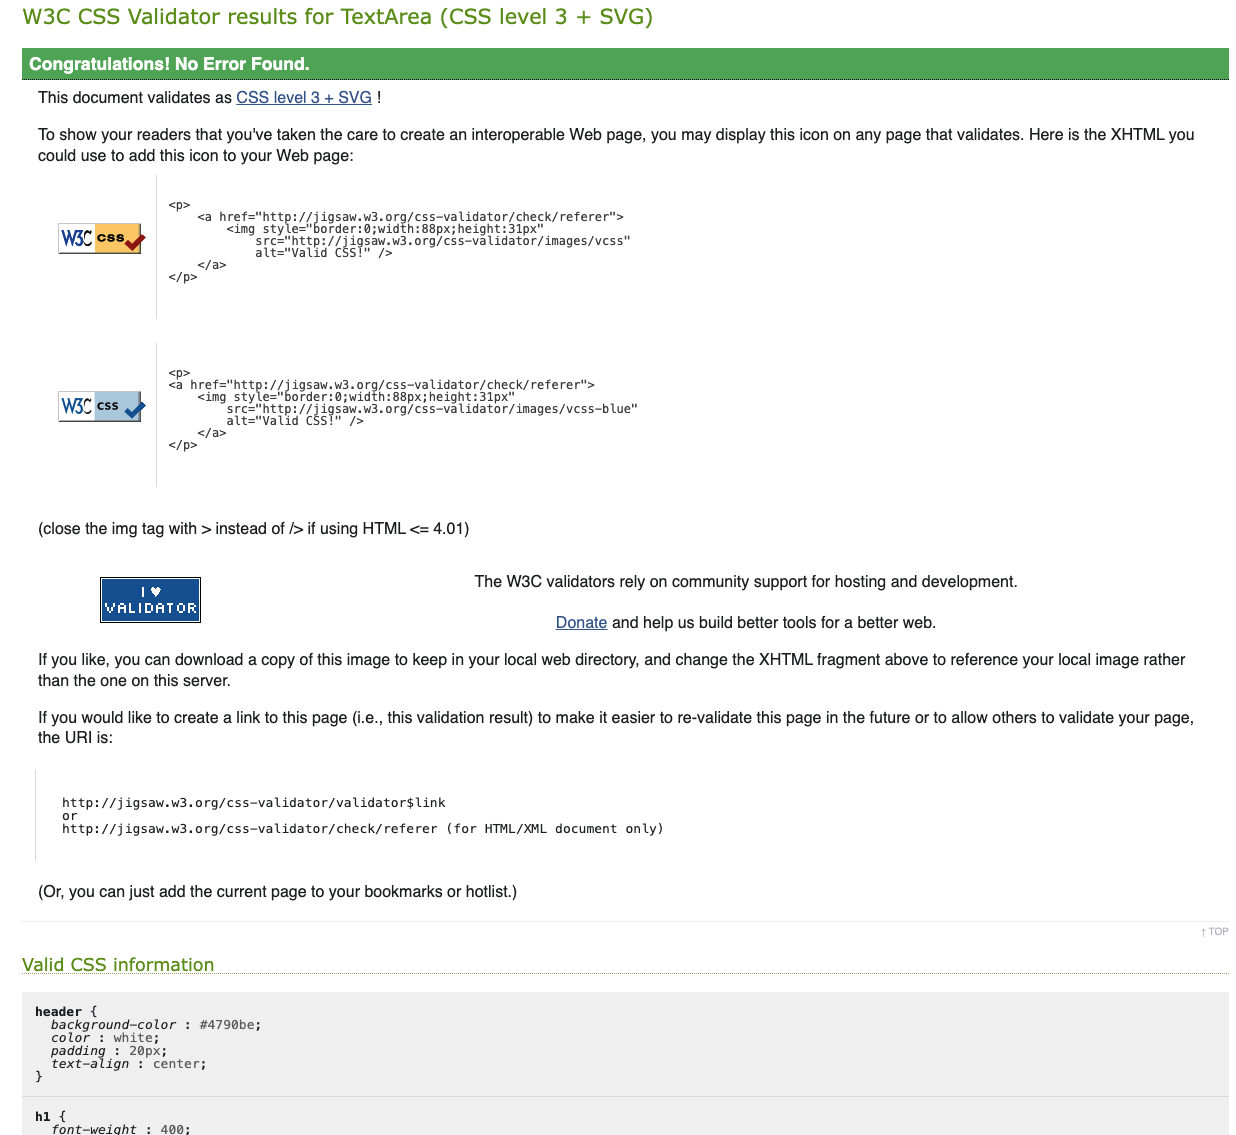 W3C CSS Validator results for TextArea (CSS level 3 + SVG)
Congratulations! No Error Found.
This document validates as CSS level 3 + SVG !
To show your readers that you've taken the care to create an interoperable Web page, you may display this icon on any page that validates. Here is the XHTML you
could use to add this icon to your Web page:
W3C css
<p>
    <a href="http://jigsaw.w3.org/css-validator/check/referer">
        <img style="border:0;width:88px;height:31px"
            src="http://jigsaw.w3.org/css-validator/images/vcss"
            alt="Valid CSS!" />
    </a>
</p>
W3C css
<p>
<a href="http://jigsaw.w3.org/css-validator/check/referer">
    <img style="border:0;width:88px;height:31px"
        src="http://jigsaw.w3.org/css-validator/images/vcss-blue"
        alt="Valid CSS!" />
    </a>
</p>
(close the img tag with > instead of /> if using HTML <= 4.01)
I ♥
VALIDATOR
The W3C validators rely on community support for hosting and development.
Donate and help us build better tools for a better web.
If you like, you can download a copy of this image to keep in your local web directory, and change the XHTML fragment above to reference your local image rather
than the one on this server.
If you would like to create a link to this page (i.e., this validation result) to make it easier to re-validate this page in the future or to allow others to validate your page,
the URI is:
http://jigsaw.w3.org/css-validator/validator$link
or
http://jigsaw.w3.org/css-validator/check/referer (for HTML/XML document only)
(Or, you can just add the current page to your bookmarks or hotlist.)
↑ TOP
Valid CSS information
header {
  background-color : #4790be;
  color : white;
  padding : 20px;
  text-align : center;
}
h1 {
  font-weight : 400;